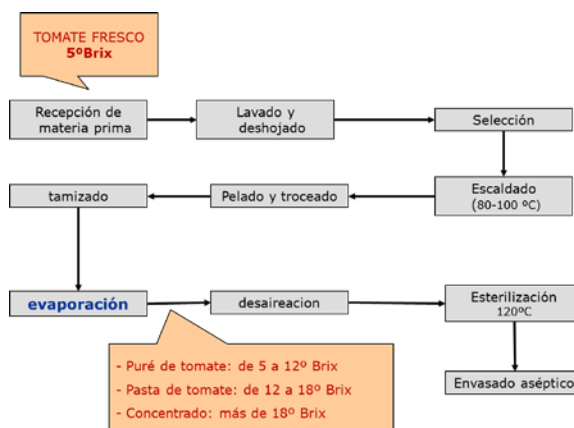 TOMATE FRESCO
5ºBrix
Recepción de
materia prima
Lavado y
deshojado
Selección
Escaldado
(80-100 ºC)
Pelado y troceado
tamizado
evaporación
desaireacion
Esterilización
120ºC
Envasado aséptico
- Puré de tomate: de 5 a 12º Brix
- Pasta de tomate: de 12 a 18º Brix
- Concentrado: más de 18º Brix